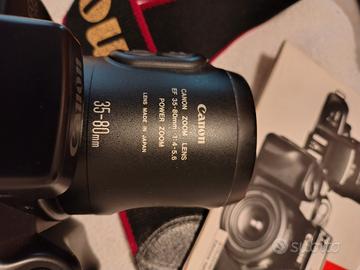 Canon
CANON ZOOM LENS
EF 35-80mm 1:4-5.6
POWER ZOOM
LENS MADE IN JAPAN
35-80mm
subito